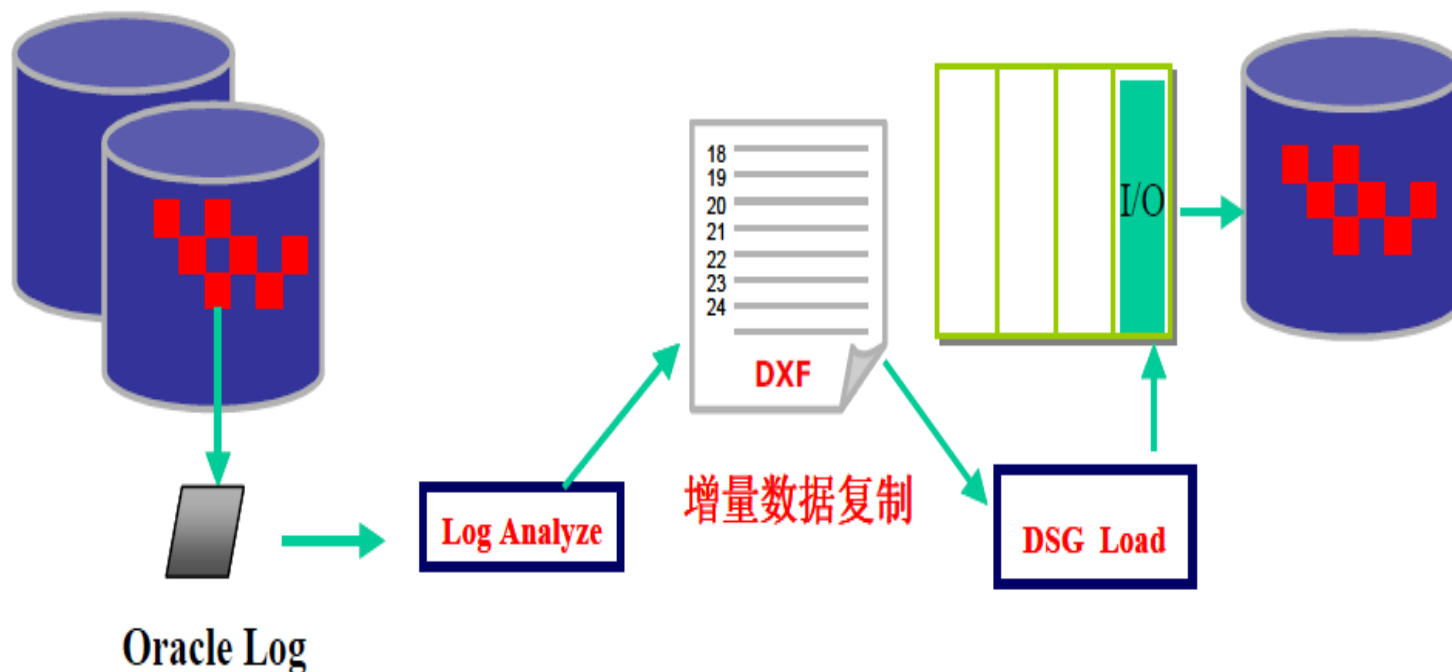 18
19
20
21
22
23
24
DXF
I/O
增量数据复制
Log Analyze
DSG Load
Oracle Log